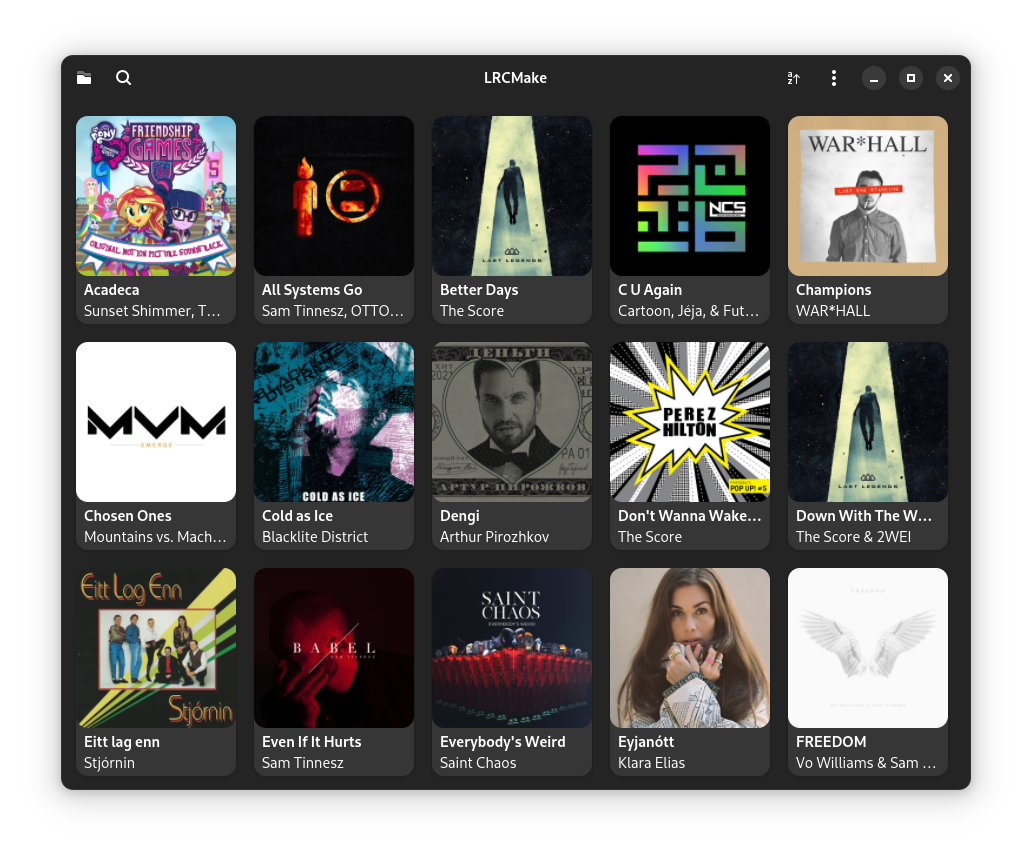 LRCMake
FRIENDSHIP
GAMES
ORIGINAL MOTION PICTURE SOUNDTRACK
LAST LEGENDS
NCS
WAR*HALL
LAST ONE STANDING
Acadeca
All Systems Go
Better Days
C U Again
Champions
Sunset Shimmer, T…
Sam Tinnesz, OTTO…
The Score
Cartoon, Jéja, & Fut…
WAR*HALL
MVM
EMERGE
COLD AS ICE
ДЕНЬГИ
АРТУР ПИРОЖКОВ
PEREZ
HILTON
POP UP! #5
LAST LEGENDS
Chosen Ones
Cold as Ice
Dengi
Don't Wanna Wake…
Down With The W…
Mountains vs. Mach…
Blacklite District
Arthur Pirozhkov
The Score
The Score & 2WEI
Eitt Lag Enn
Stjórnin
BABEL
SAM TINNESZ
SAINT
CHAOS
EVERYBODY'S WEIRD
FREEDOM
Eitt lag enn
Even If It Hurts
Everybody's Weird
Eyjanótt
FREEDOM
Stjórnin
Sam Tinnesz
Saint Chaos
Klara Elias
Vo Williams & Sam …